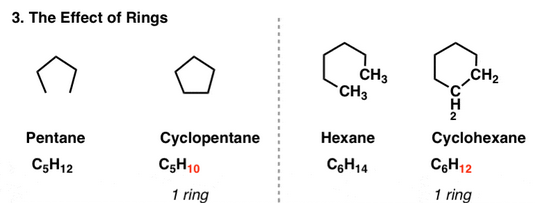 3. The Effect of Rings
CH3
CH3
CH2
C
H
2
Pentane
Cyclopentane
Hexane
Cyclohexane
C5H12
C5H10
C6H14
C6H12
1 ring
1 ring